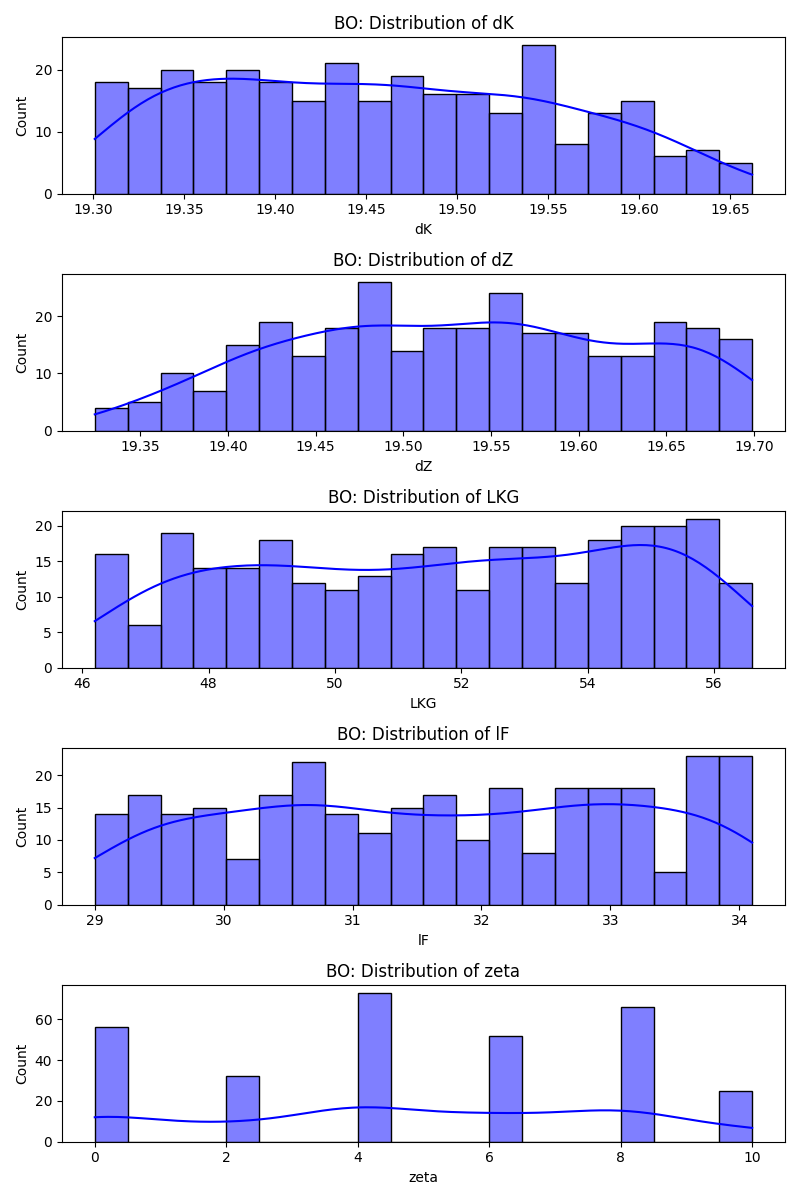 BO: Distribution of dK
20
10
0
Count
19.30 19.35 19.40 19.45 19.50 19.55 19.60 19.65
dK
BO: Distribution of dZ
20
10
0
Count
19.35 19.40 19.45 19.50 19.55 19.60 19.65 19.70
dZ
BO: Distribution of LKG
20
15
10
5
0
Count
46 48 50 52 54 56
LKG
BO: Distribution of lF
20
15
10
5
0
Count
29 30 31 32 33 34
lF
BO: Distribution of zeta
60
40
20
0
Count
0 2 4 6 8 10
zeta